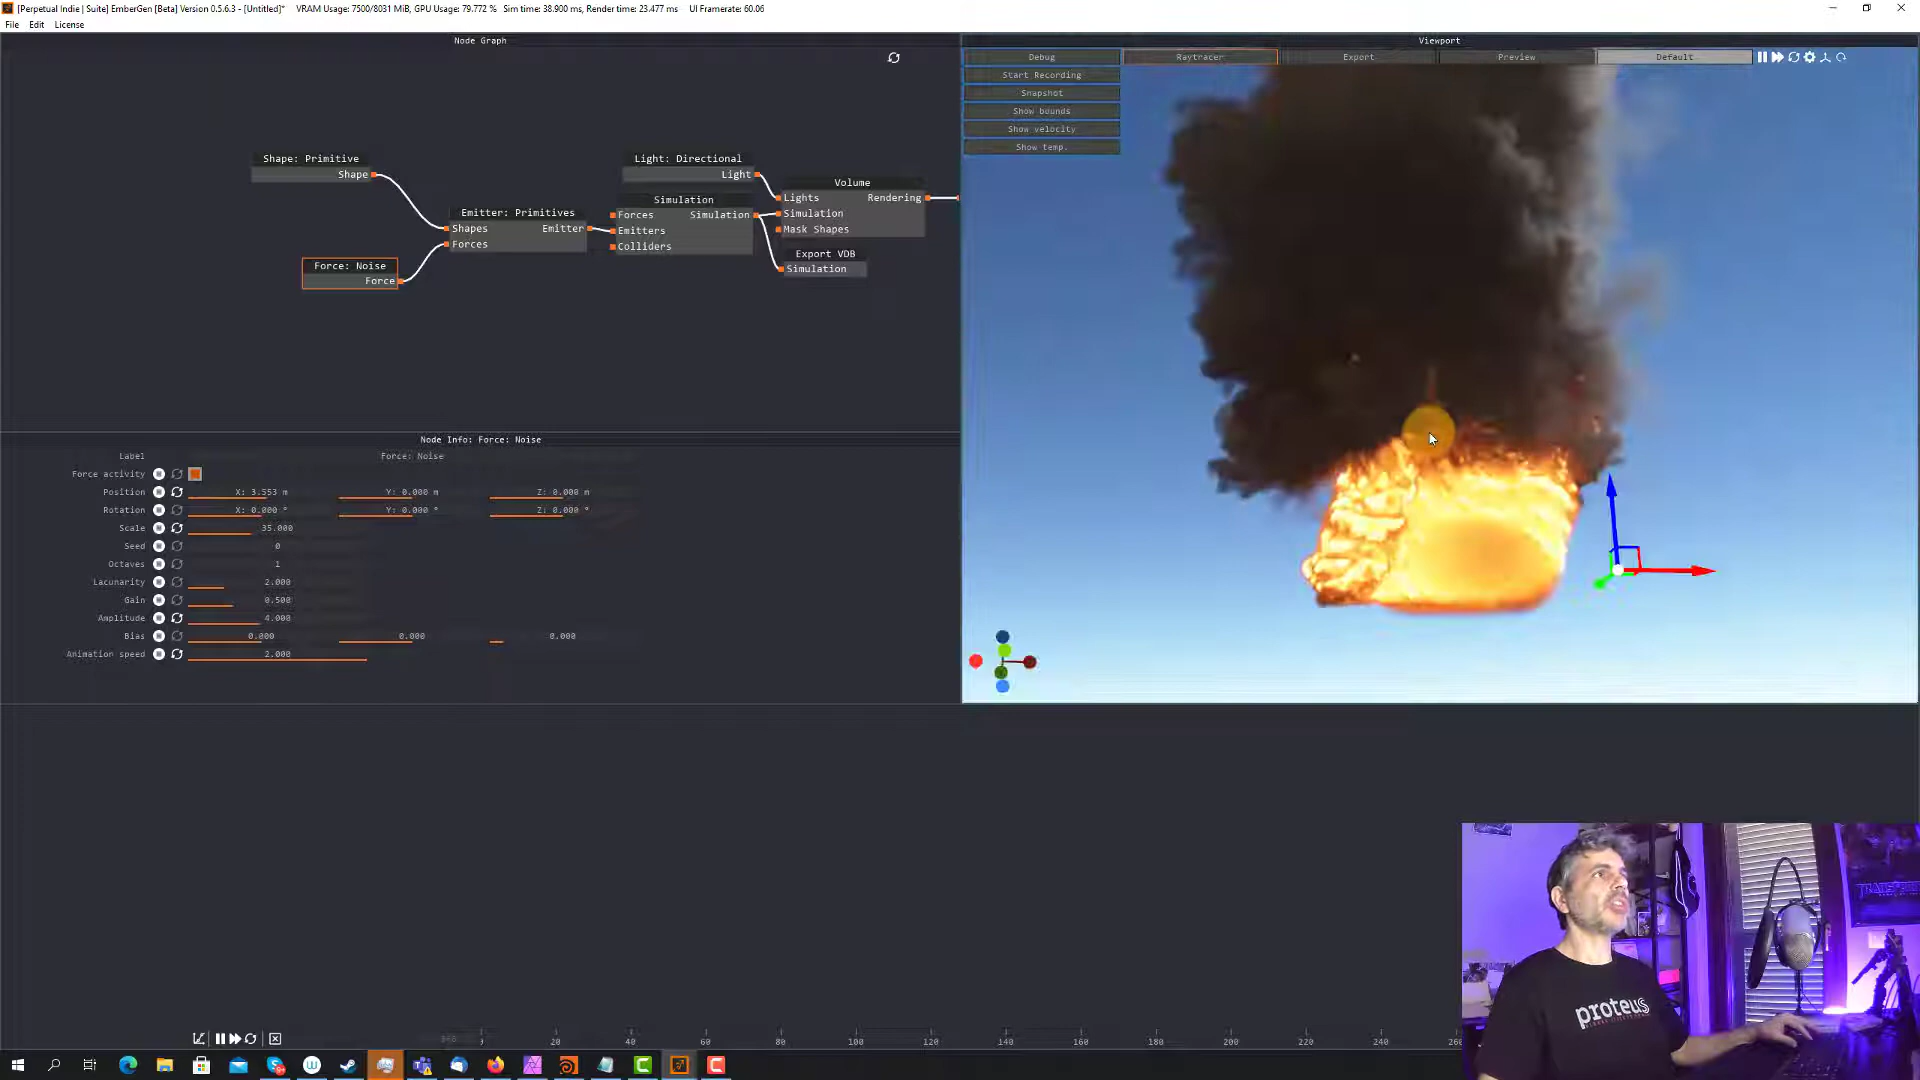 [Perpetual Indie | Suite] EmberGen [Beta] Version 0.5.6.3 - [Untitled]* VRAM Usage: 7500/8031 MiB, GPU Usage: 79.772 % Sim time: 38.900 ms, Render time: 23.477 ms UI Framerate: 60.06
File Edit License
Node Graph
Shape: Primitive
Shape
Force: Noise
Force
Emitter: Primitives
Shapes Emitter
Forces
Light: Directional
Light
Simulation
Forces Simulation
Emitters
Colliders
Volume
Lights Rendering
Simulation
Mask Shapes
Export VDB
Simulation
Viewport
Debug Raytracer Export Preview Default
Start Recording
Snapshot
Show bounds
Show velocity
Show temp.
Node Info: Force: Noise
Label Force: Noise
Force activity
Position X: 3.553 m Y: 0.000 m Z: 0.000 m
Rotation X: 0.000 ° Y: 0.000 ° Z: 0.000 °
Scale 35.000
Seed 0
Octaves 1
Lacunarity 2.000
Gain 0.500
Amplitude 4.000
Bias 0.000 0.000 0.000
Animation speed 2.000
0 20 40 60 80 100 120 140 160 180 200 220 240
proteus